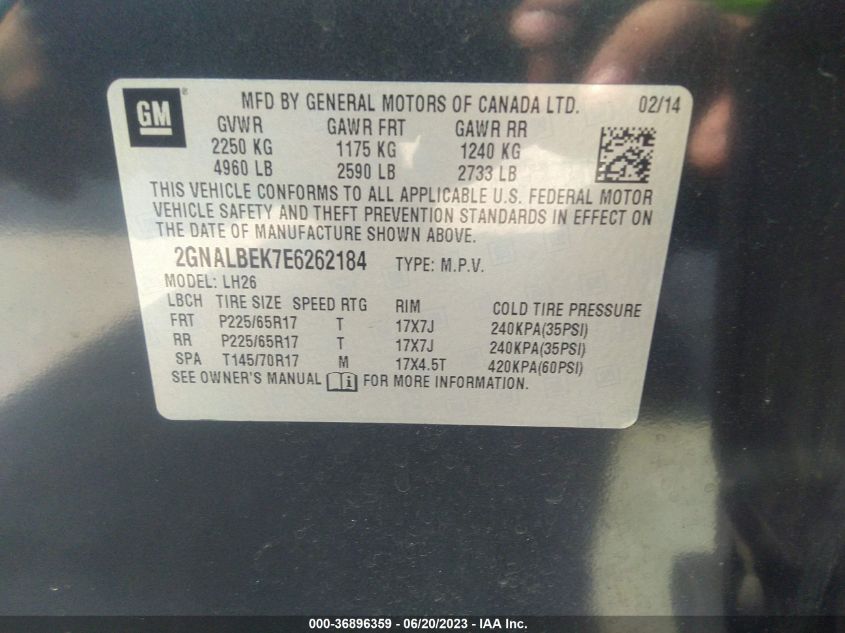 GM®
MFD BY GENERAL MOTORS OF CANADA LTD. 02/14
GVWR GAWR FRT GAWR RR
2250 KG 1175 KG 1240 KG
4960 LB 2590 LB 2733 LB
THIS VEHICLE CONFORMS TO ALL APPLICABLE U.S. FEDERAL MOTOR
VEHICLE SAFETY AND THEFT PREVENTION STANDARDS IN EFFECT ON
THE DATE OF MANUFACTURE SHOWN ABOVE.
2GNALBEK7E6262184 TYPE: M.P.V.
MODEL: LH26
LBCH TIRE SIZE SPEED RTG RIM COLD TIRE PRESSURE
FRT P225/65R17 T 17X7J 240KPA(35PSI)
RR P225/65R17 T 17X7J 240KPA(35PSI)
SPA T145/70R17 M 17X4.5T 420KPA(60PSI)
SEE OWNER'S MANUAL i FOR MORE INFORMATION.
000-36896359 - 06/20/2023 - IAA Inc.